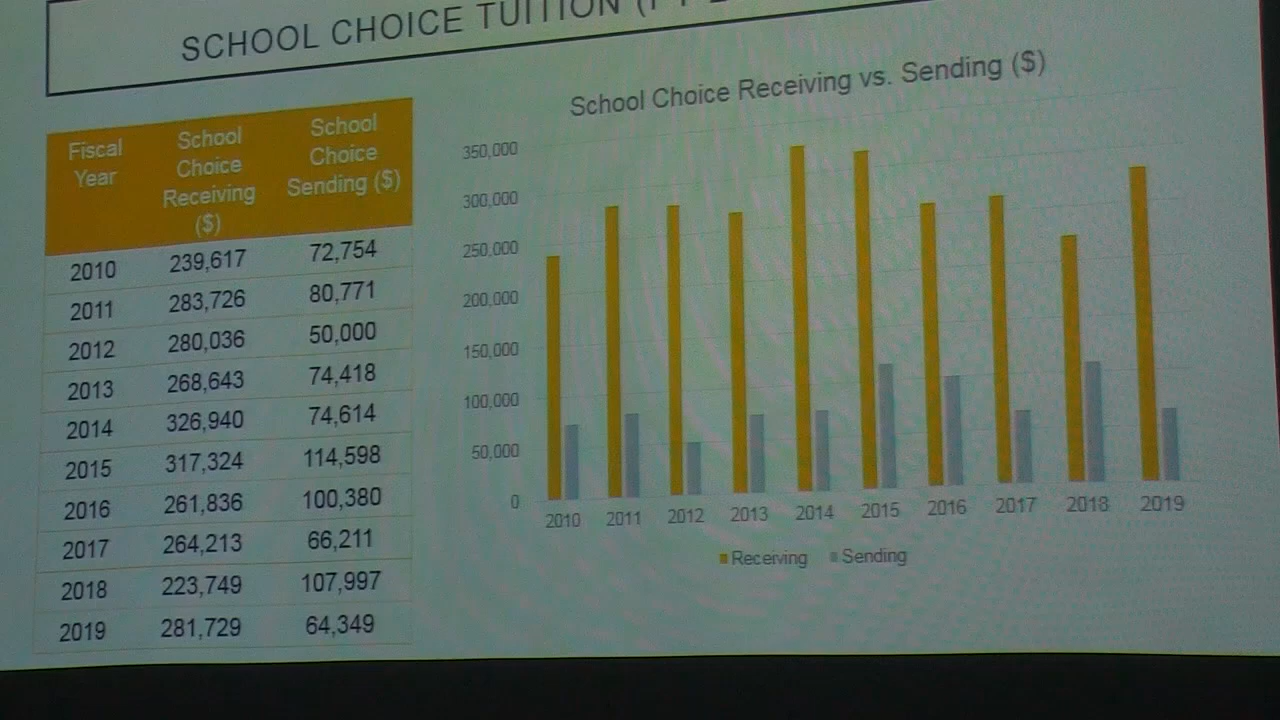 SCHOOL CHOICE TUITION
School Choice Receiving vs. Sending ($)
Fiscal Year
School Choice Receiving ($)
School Choice Sending ($)
2010 239,617 72,754
2011 283,726 80,771
2012 280,036 50,000
2013 268,643 74,418
2014 326,940 74,614
2015 317,324 114,598
2016 261,836 100,380
2017 264,213 66,211
2018 223,749 107,997
2019 281,729 64,349
350,000
300,000
250,000
200,000
150,000
100,000
50,000
0
2010 2011 2012 2013 2014 2015 2016 2017 2018 2019
Receiving Sending